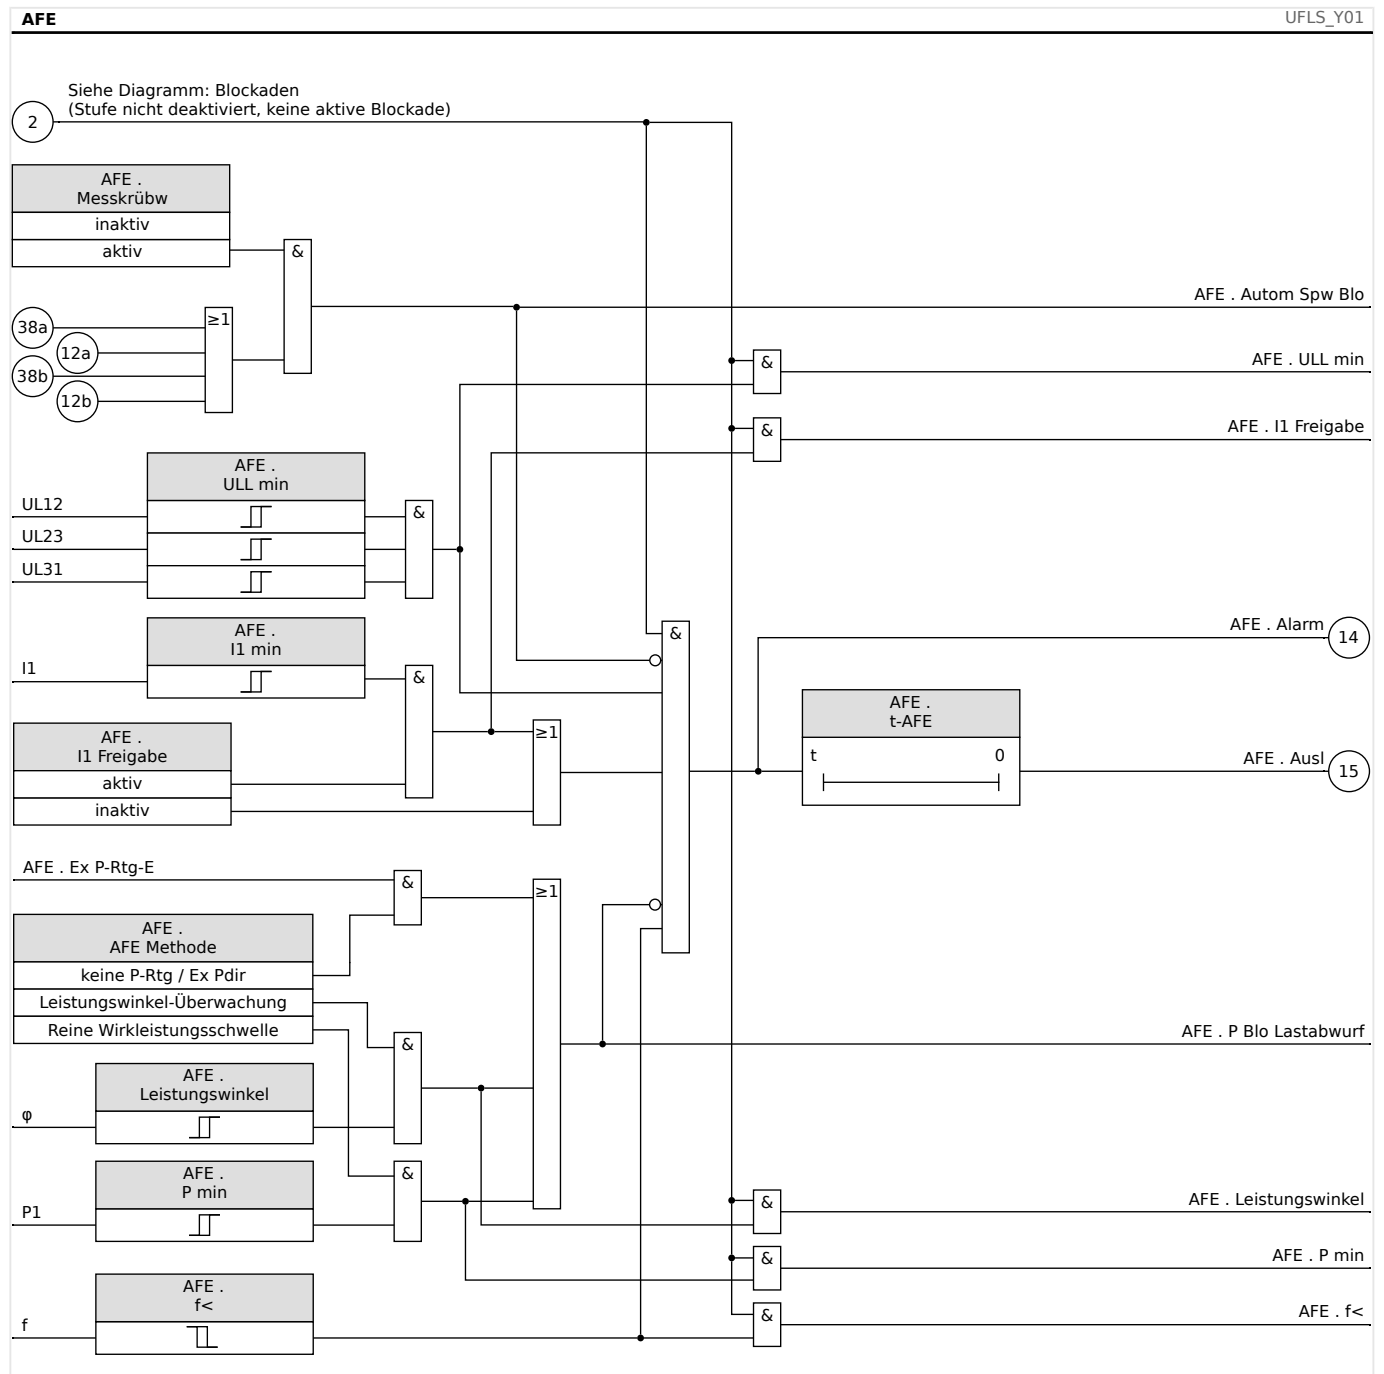 AFE
UFLS_Y01
Siehe Diagramm: Blockaden
(Stufe nicht deaktiviert, keine aktive Blockade)
2
AFE .
Messkrübw
inaktiv
aktiv
&
AFE . Autom Spw Blo
38a
12a
38b
12b
≥1
&
AFE . ULL min
&
AFE . I1 Freigabe
AFE .
ULL min
UL12
UL23
UL31
&
AFE .
I1 min
I1
&
AFE .
I1 Freigabe
aktiv
inaktiv
≥1
&
AFE . Alarm
14
AFE .
t-AFE
t
0
AFE . Ausl
15
AFE . Ex P-Rtg-E
&
≥1
AFE .
AFE Methode
keine P-Rtg / Ex Pdir
Leistungswinkel-Überwachung
Reine Wirkleistungsschwelle
&
AFE . P Blo Lastabwurf
AFE .
Leistungswinkel
φ
AFE .
P min
P1
&
&
AFE . Leistungswinkel
&
AFE . P min
AFE .
f<
f
&
AFE . f<